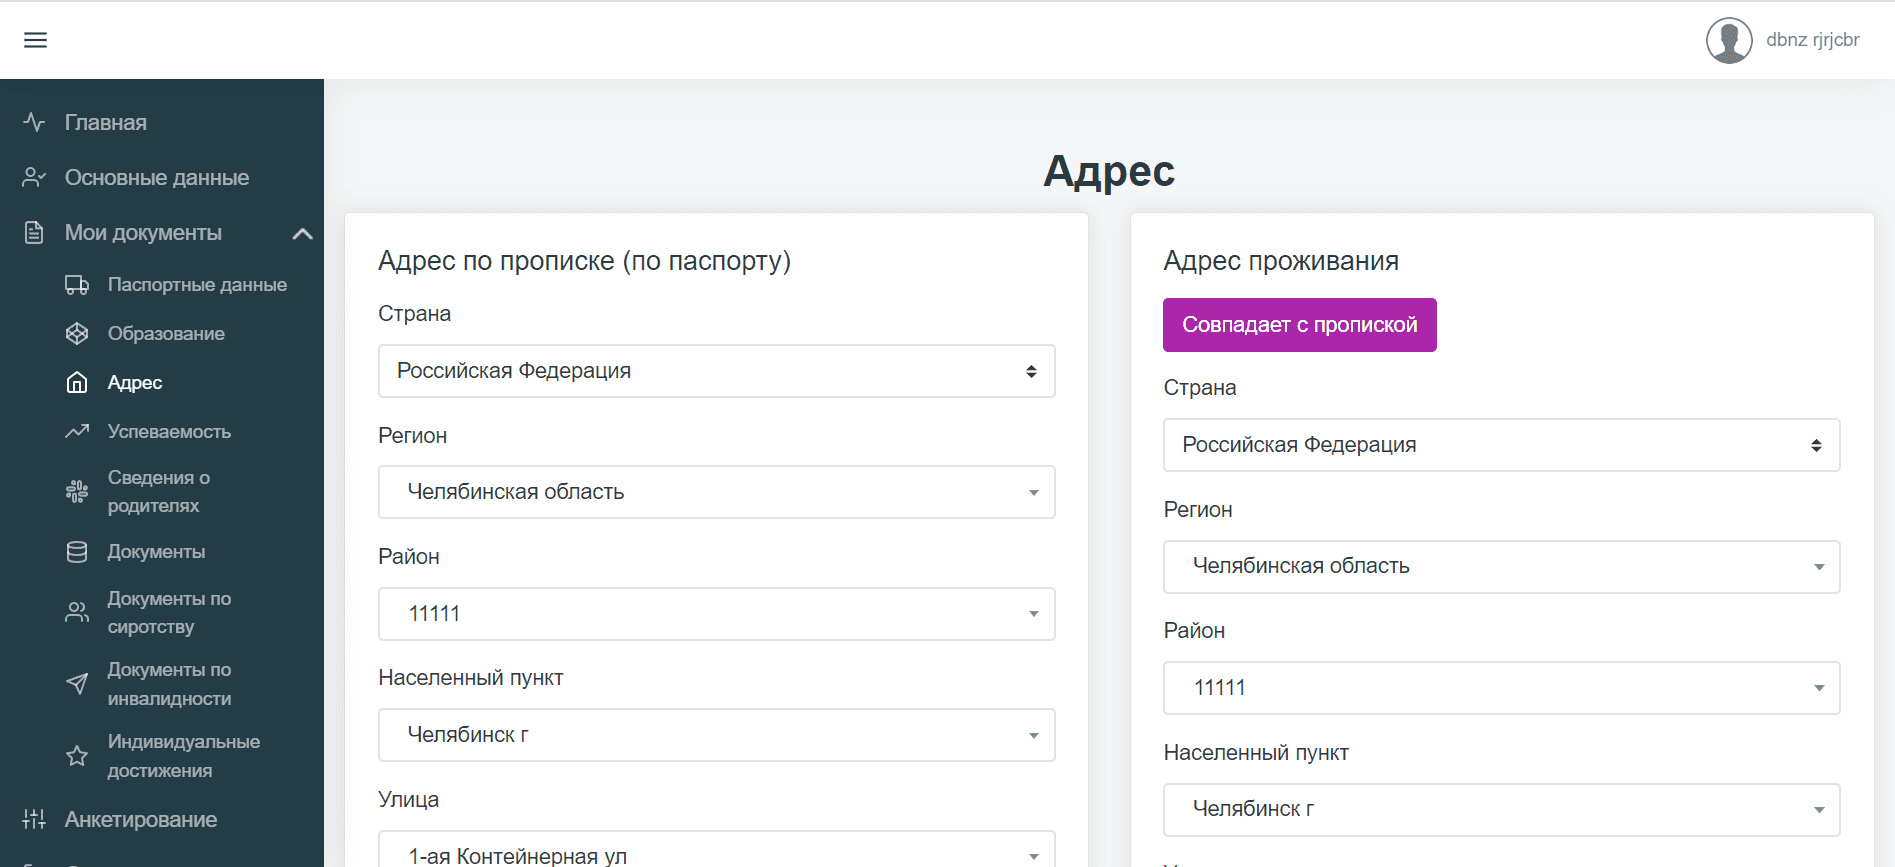 dbnz rjrjcbr
Главная
Основные данные
Мои документы
Паспортные данные
Образование
Адрес
Успеваемость
Сведения о
родителях
Документы
Документы по
сиротству
Документы по
инвалидности
Индивидуальные
достижения
Анкетирование
Адрес
Адрес по прописке (по паспорту)
Страна
Российская Федерация
Регион
Челябинская область
Район
11111
Населенный пункт
Челябинск г
Улица
1-ая Контейнерная ул
Адрес проживания
Совпадает с пропиской
Страна
Российская Федерация
Регион
Челябинская область
Район
11111
Населенный пункт
Челябинск г